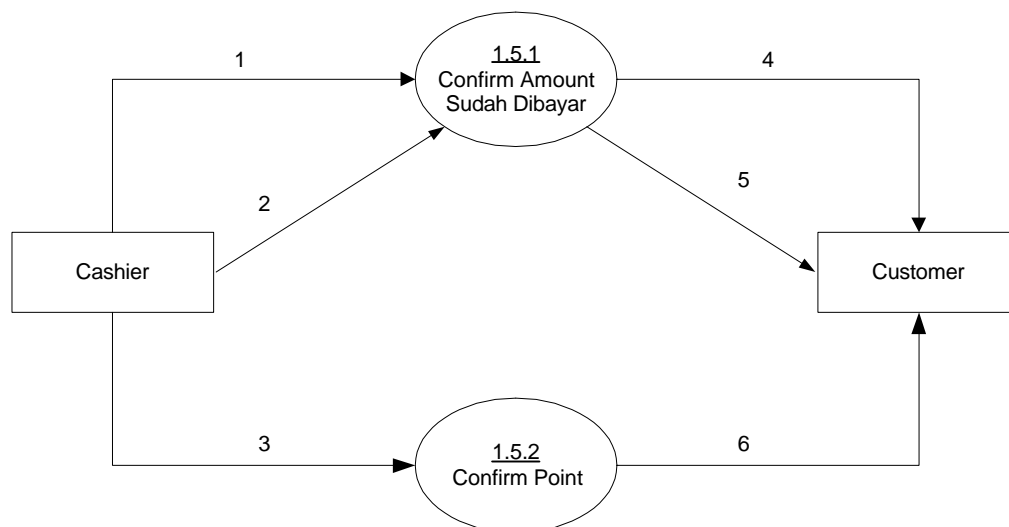 1.5.1
Confirm Amount
Sudah Dibayar
1
4
2
5
Cashier
Customer
3
6
1.5.2
Confirm Point